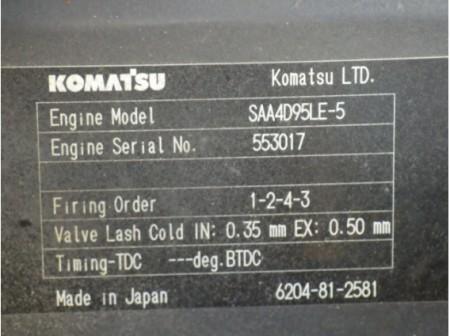 KOMATSU Komatsu LTD.
Engine Model SAA4D95LE-5
Engine Serial No. 553017
Firing Order 1-2-4-3
Valve Lash Cold IN: 0.35 mm EX: 0.50 mm
Timing-TDC ---deg.BTDC
Made in Japan 6204-81-2581